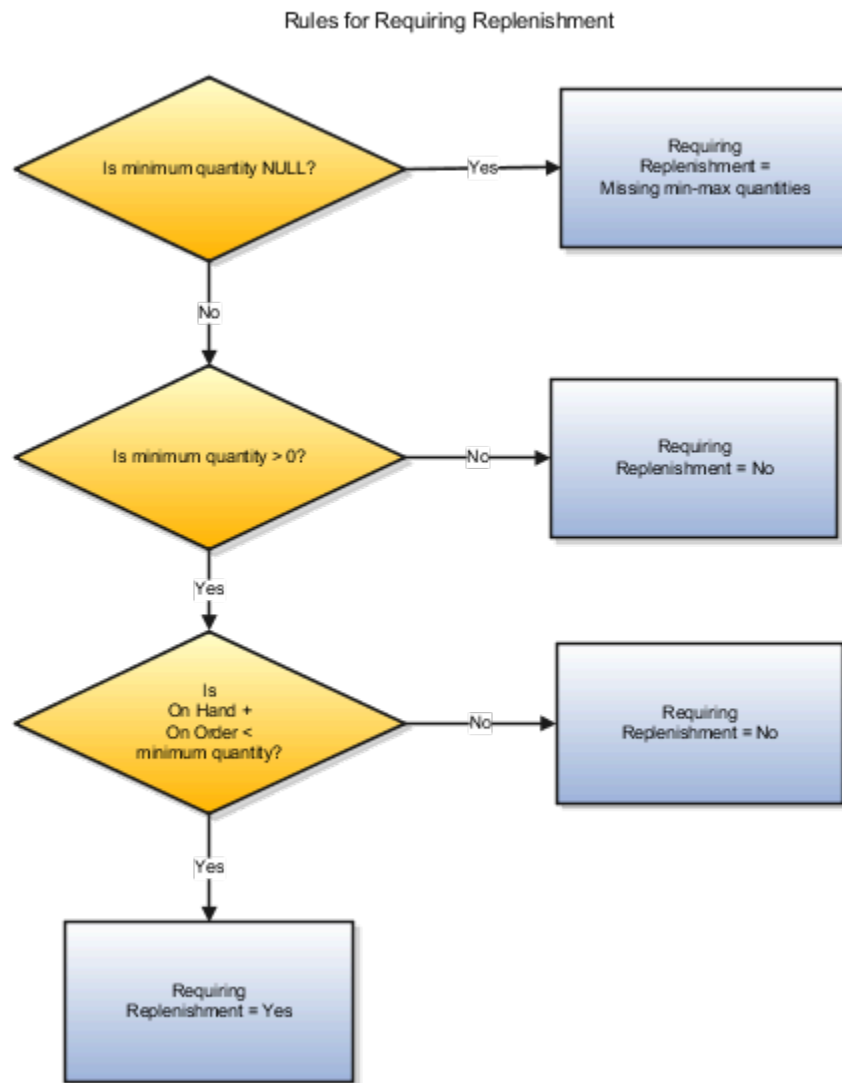 Rules for Requiring Replenishment
Is minimum quantity NULL?
Yes
Requiring
Replenishment =
Missing min-max quantities
No
Is minimum quantity > 0?
No
Requiring
Replenishment = No
Yes
Is
On Hand +
On Order <
minimum quantity?
No
Requiring
Replenishment = No
Yes
Requiring
Replenishment = Yes